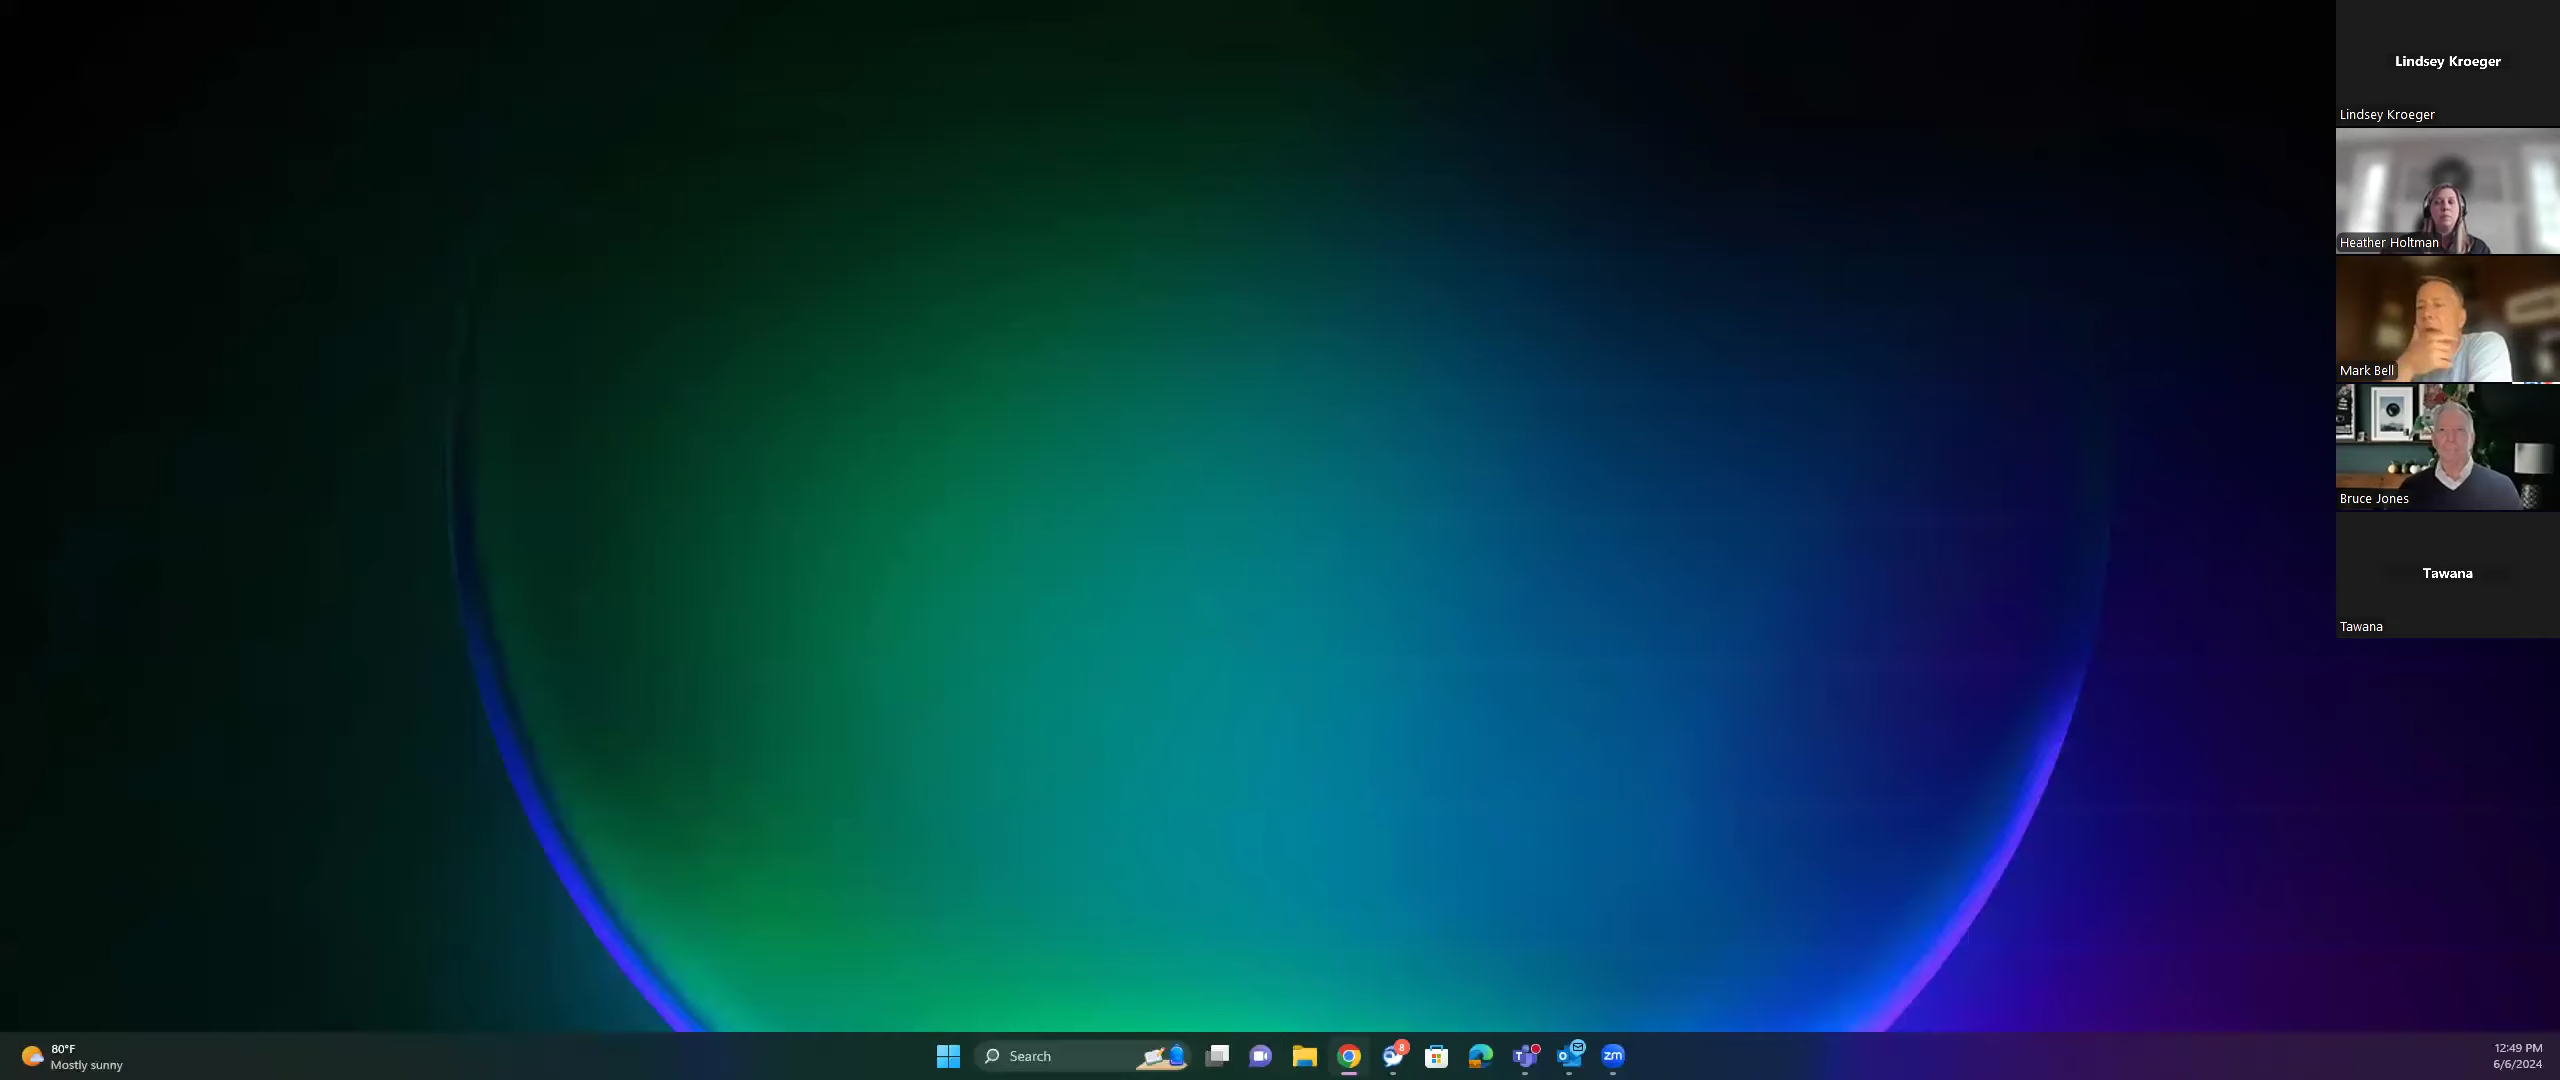 Lindsey Kroeger
Lindsey Kroeger
Heather Holtman
Mark Bell
Bruce Jones
Tawana
Tawana
80°F
Mostly sunny
Search
8
zm
12:49 PM
6/6/2024